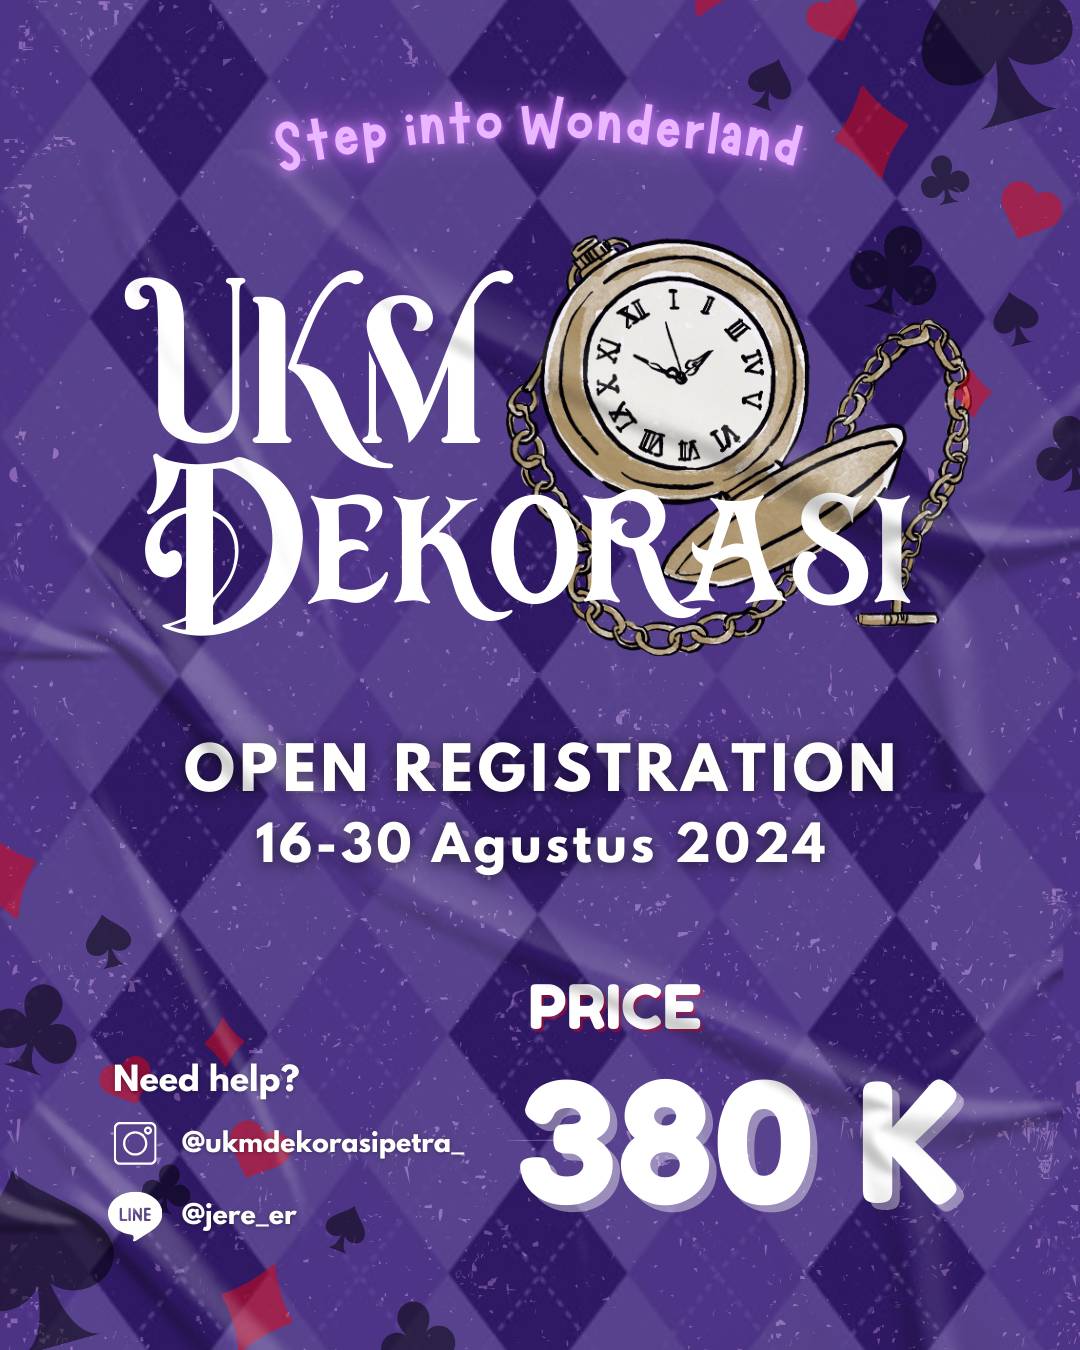 Step into Wonderland
UKM
DEKORASI
OPEN REGISTRATION
16-30 Agustus 2024
PRICE
380 K
Need help?
@ukmdekorasipetra_
LINE
@jere_er